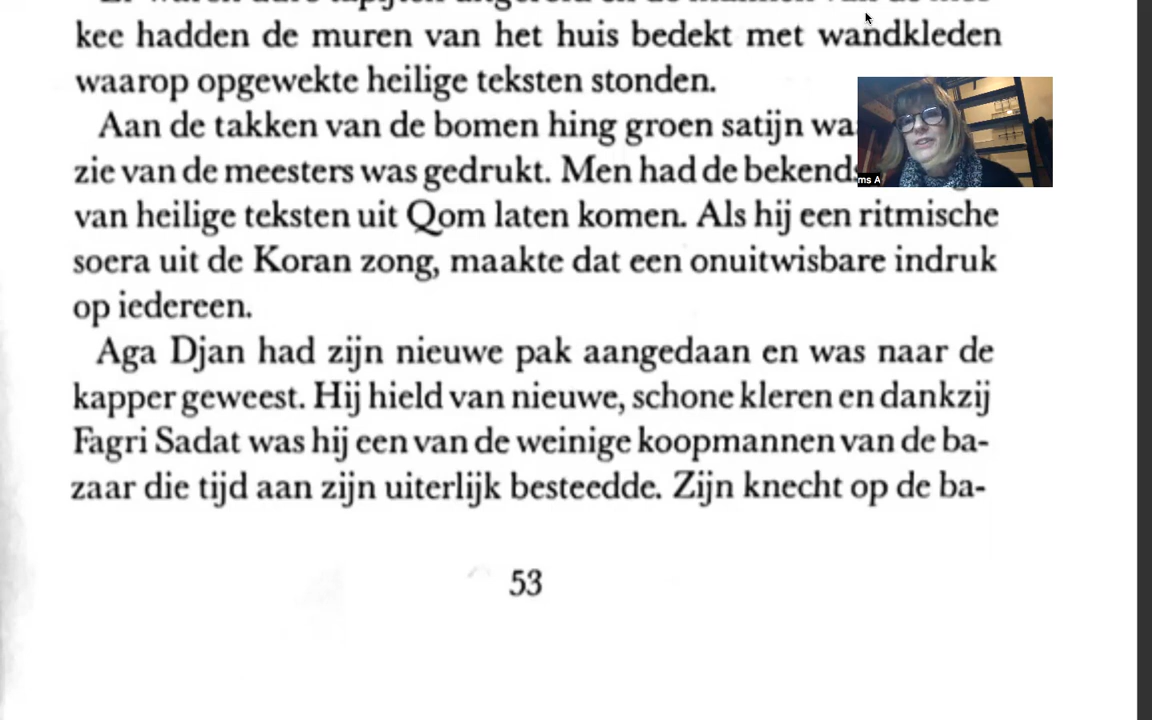 kee hadden de muren van het huis bedekt met wandkleden
waarop opgewekte heilige teksten stonden.
Aan de takken van de bomen hing groen satijn
zie van de meesters was gedrukt. Men had de
van heilige teksten uit Qom laten komen. Als hij een ritmische
soera uit de Koran zong, maakte dat een onuitwisbare indruk
op iedereen.
Aga Djan had zijn nieuwe pak aangedaan en was naar de
kapper geweest. Hij hield van nieuwe, schone kleren en dankzij
Fagri Sadat was hij een van de weinige koopmannen van de ba-
zaar die tijd aan zijn uiterlijk besteedde. Zijn knecht op de ba-
53
ms A